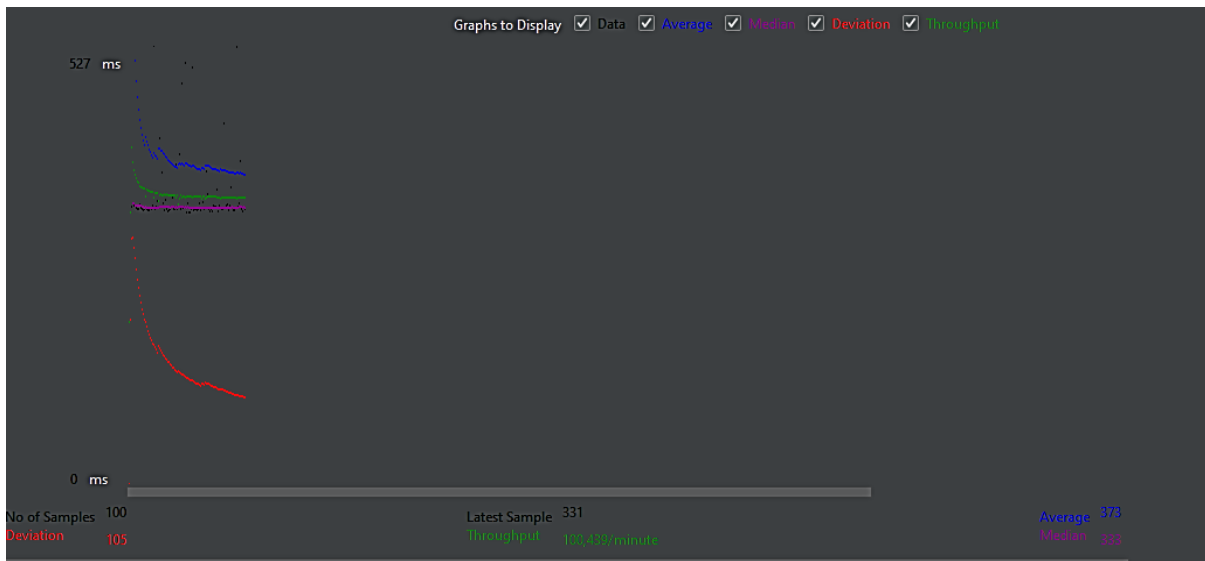 Graphs to Display Data Average Median Deviation Throughput
527 ms
0 ms
No of Samples 100 Latest Sample 331 Average 373
Deviation 105 Throughput 100,439/minute Median